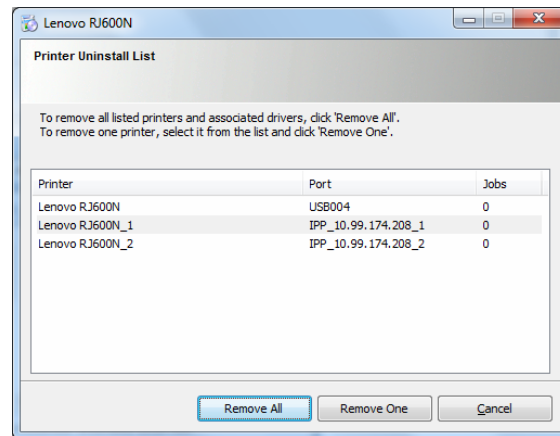 Lenovo RJ600N
Printer Uninstall List
To remove all listed printers and associated drivers, click 'Remove All'.
To remove one printer, select it from the list and click 'Remove One'.
Printer Port Jobs
Lenovo RJ600N USB004 0
Lenovo RJ600N_1 IPP_10.99.174.208_1 0
Lenovo RJ600N_2 IPP_10.99.174.208_2 0
Remove All Remove One Cancel